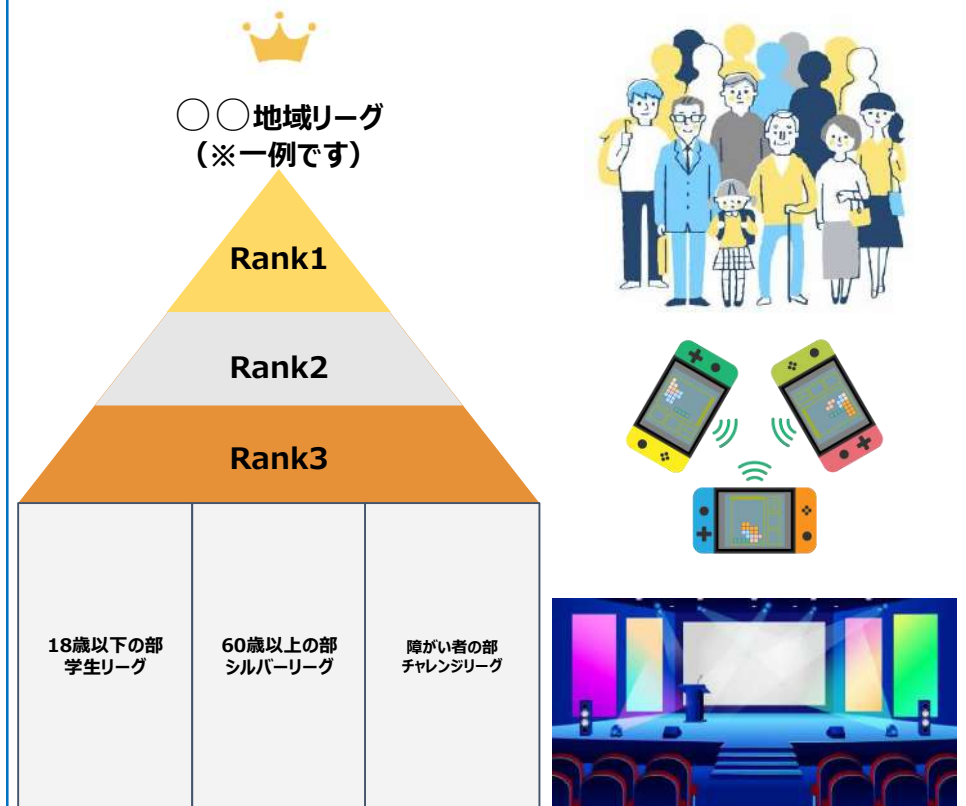 ○○地域リーグ
（※一例です）
Rank1
Rank2
Rank3
18歳以下の部
学生リーグ
60歳以上の部
シルバーリーグ
障がい者の部
チャレンジリーグ